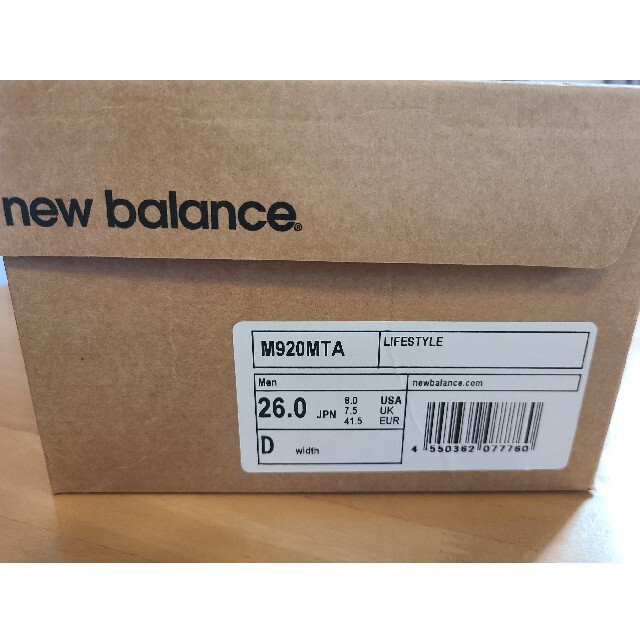 new balance®
M920MTA LIFESTYLE
Men newbalance.com
26.0 JPN 8.0 USA
7.5 UK
41.5 EUR
D width
4 550362 077760